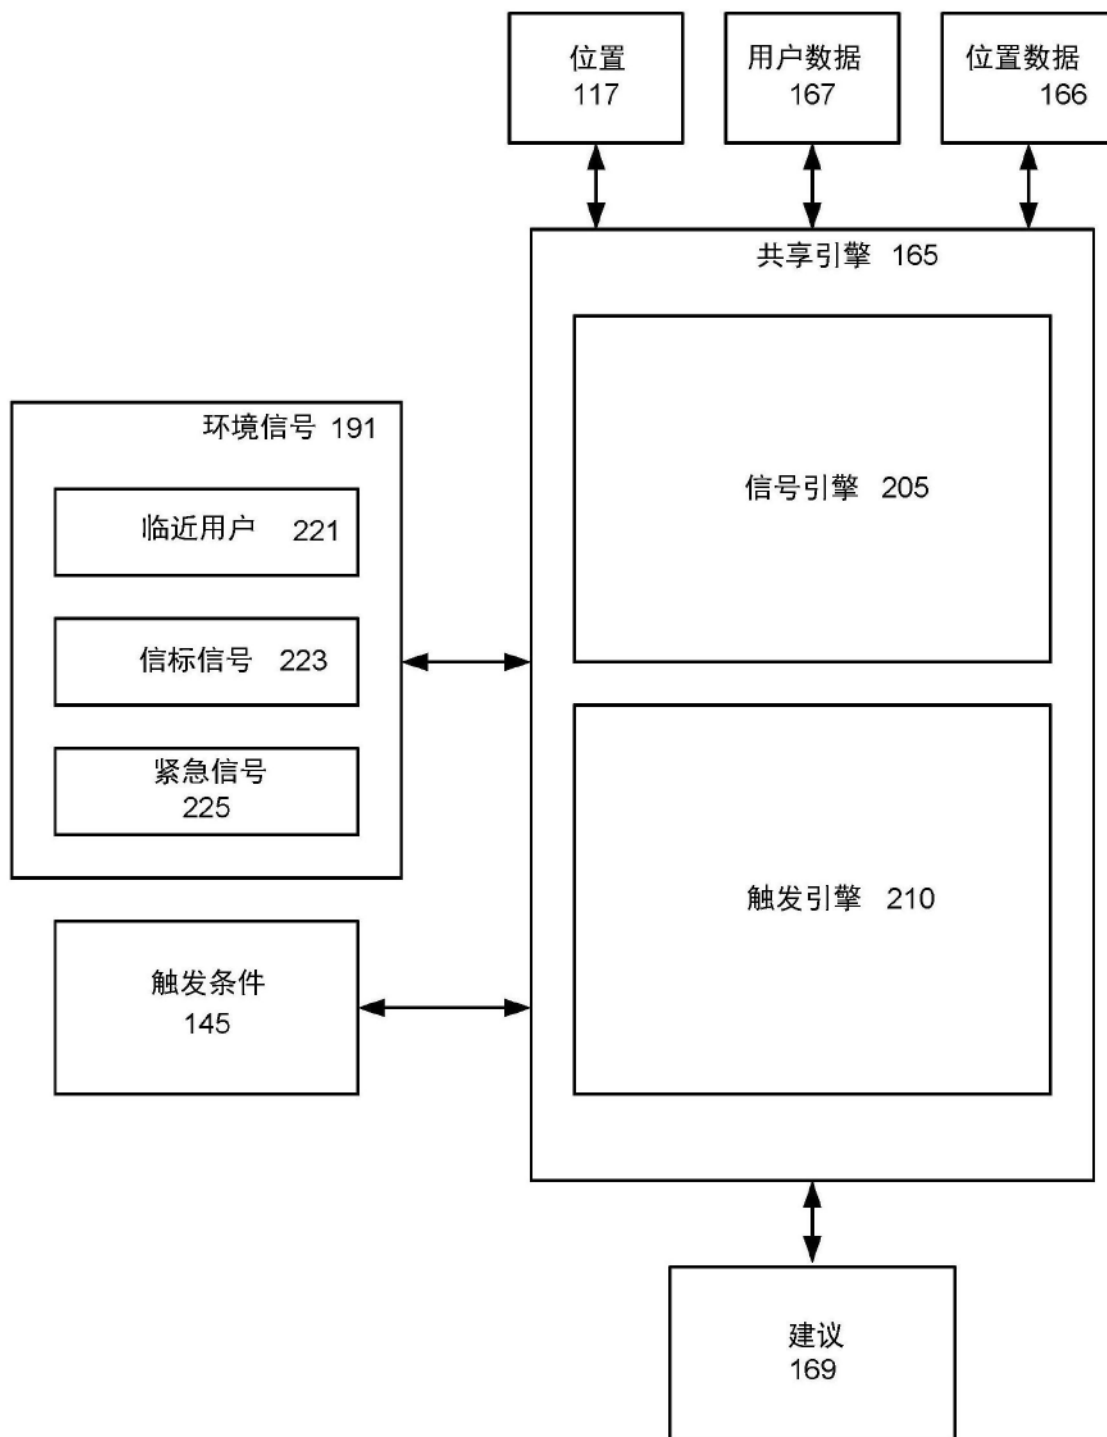 位置
117
用户数据
167
位置数据
166
共享引擎 165
信号引擎 205
环境信号 191
临近用户 221
信标信号 223
紧急信号
225
触发引擎 210
触发条件
145
建议
169